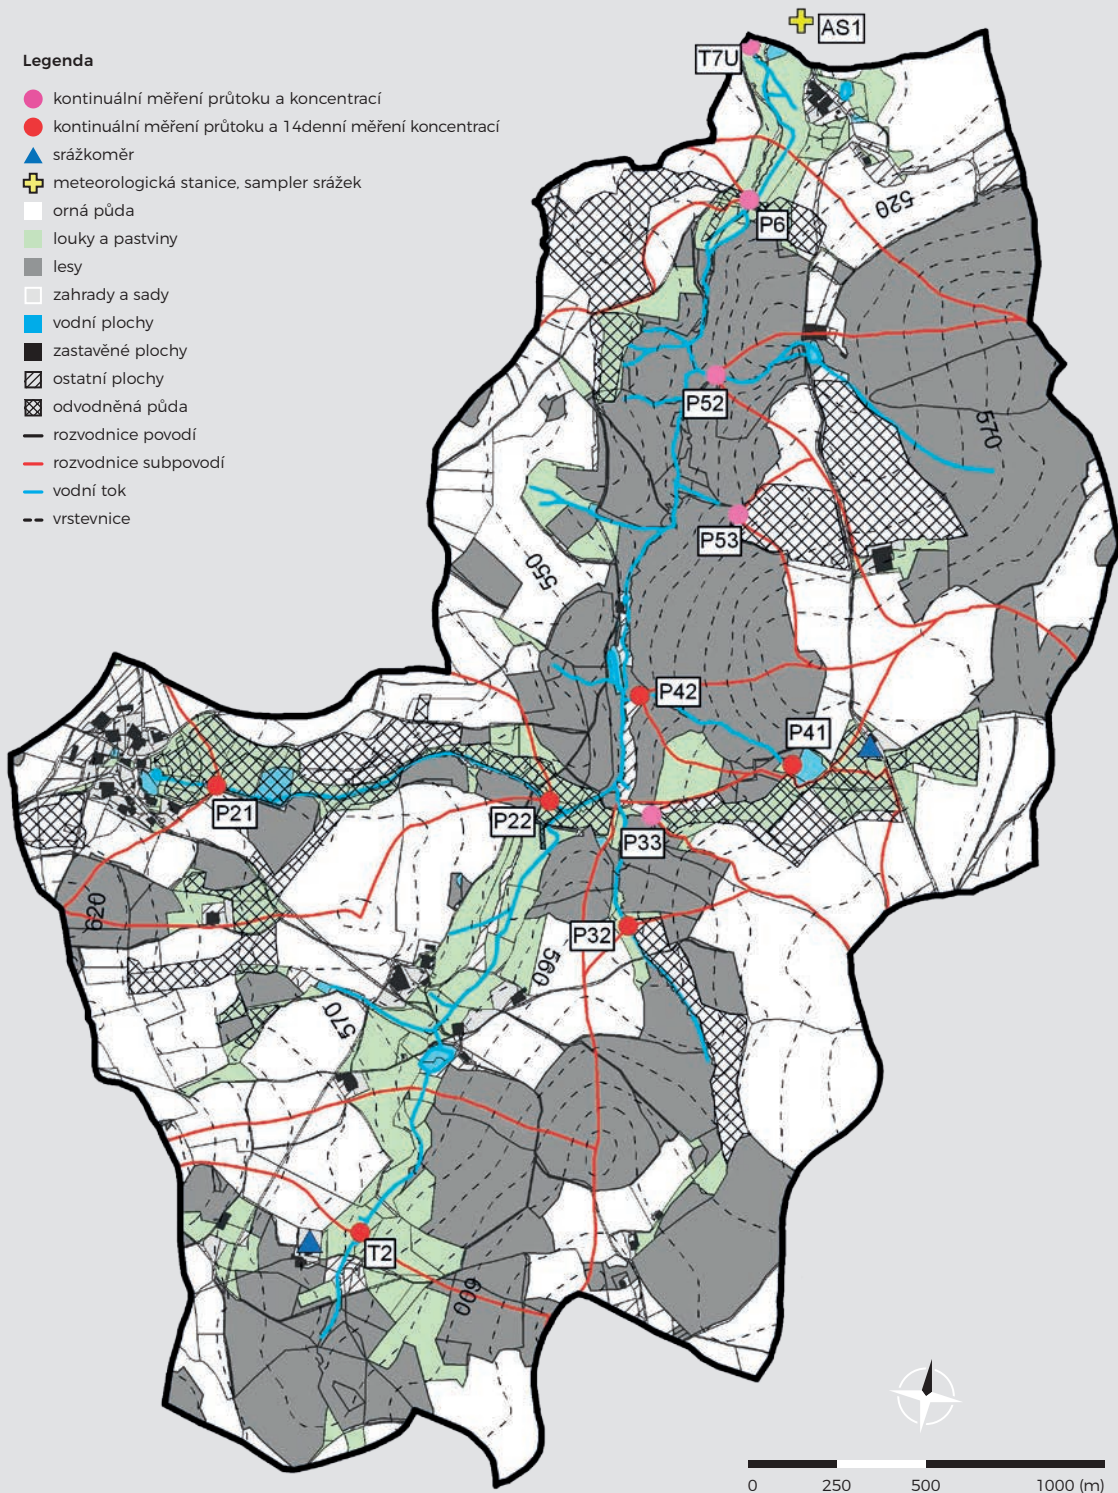 Legenda
kontinuální měření průtoku a koncentrací
kontinuální měření průtoku a 14denní měření koncentrací
srážkoměr
meteorologická stanice, sampler srážek
orná půda
louky a pastviny
lesy
zahrady a sady
vodní plochy
zastavěné plochy
ostatní plochy
odvodněná půda
rozvodnice povodí
rozvodnice subpovodí
vodní tok
vrstevnice
AS1
T7U
520
P6
P52
570
P53
550
P42
P41
P21
P22
P33
620
P32
560
570
T2
600
0 250 500 1000 (m)